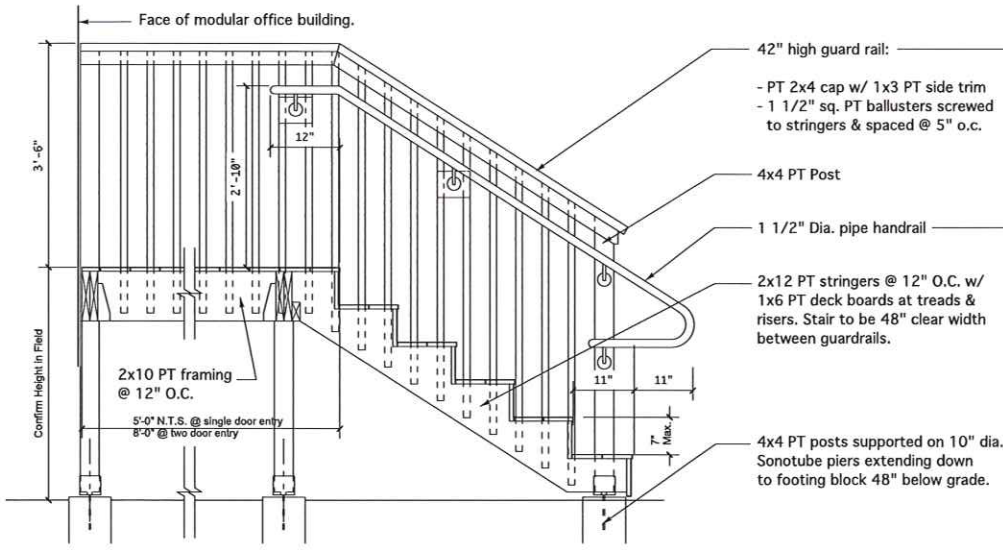 Face of modular office building.
42" high guard rail:
- PT 2x4 cap w/ 1x3 PT side trim
- 1 1/2" sq. PT ballusters screwed
to stringers & spaced @ 5" o.c.
3'-6"
12"
2'-10"
4x4 PT Post
1 1/2" Dia. pipe handrail
2x12 PT stringers @ 12" O.C. w/
1x6 PT deck boards at treads &
risers. Stair to be 48" clear width
between guardrails.
Confirm Height in Field
2x10 PT framing
@ 12" O.C.
5'-0" N.T.S. @ single door entry
8'-0" @ two door entry
11"
11"
7"
Max.
4x4 PT posts supported on 10" dia.
Sonotube piers extending down
to footing block 48" below grade.